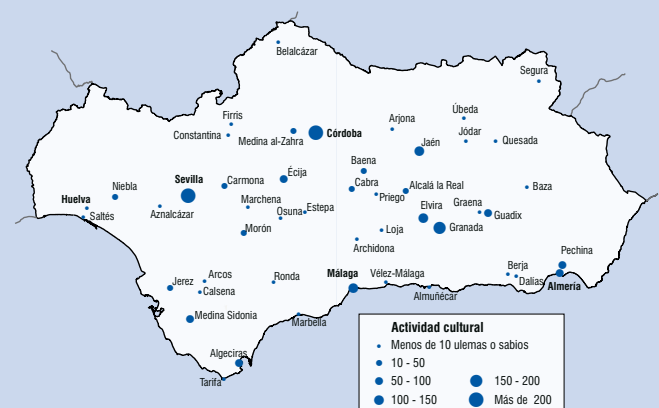 Belalcázar
Segura
Firris
Constantina
Medina al-Zahra
Córdoba
Arjona
Úbeda
Jódar
Quesada
Jaén
Baena
Cabra
Priego
Alcalá la Real
Baza
Elvira
Graena
Guadix
Granada
Huelva
Niebla
Saltés
Aznalcázar
Sevilla
Carmona
Écija
Marchena
Osuna
Estepa
Morón
Loja
Archidona
Pechina
Berja
Dalías
Almería
Jerez
Arcos
Calsena
Ronda
Málaga
Vélez-Málaga
Almuñécar
Medina Sidonia
Marbella
Algeciras
Tarifa
Actividad cultural
Menos de 10 ulemas o sabios
10 - 50
50 - 100
150 - 200
100 - 150
Más de 200